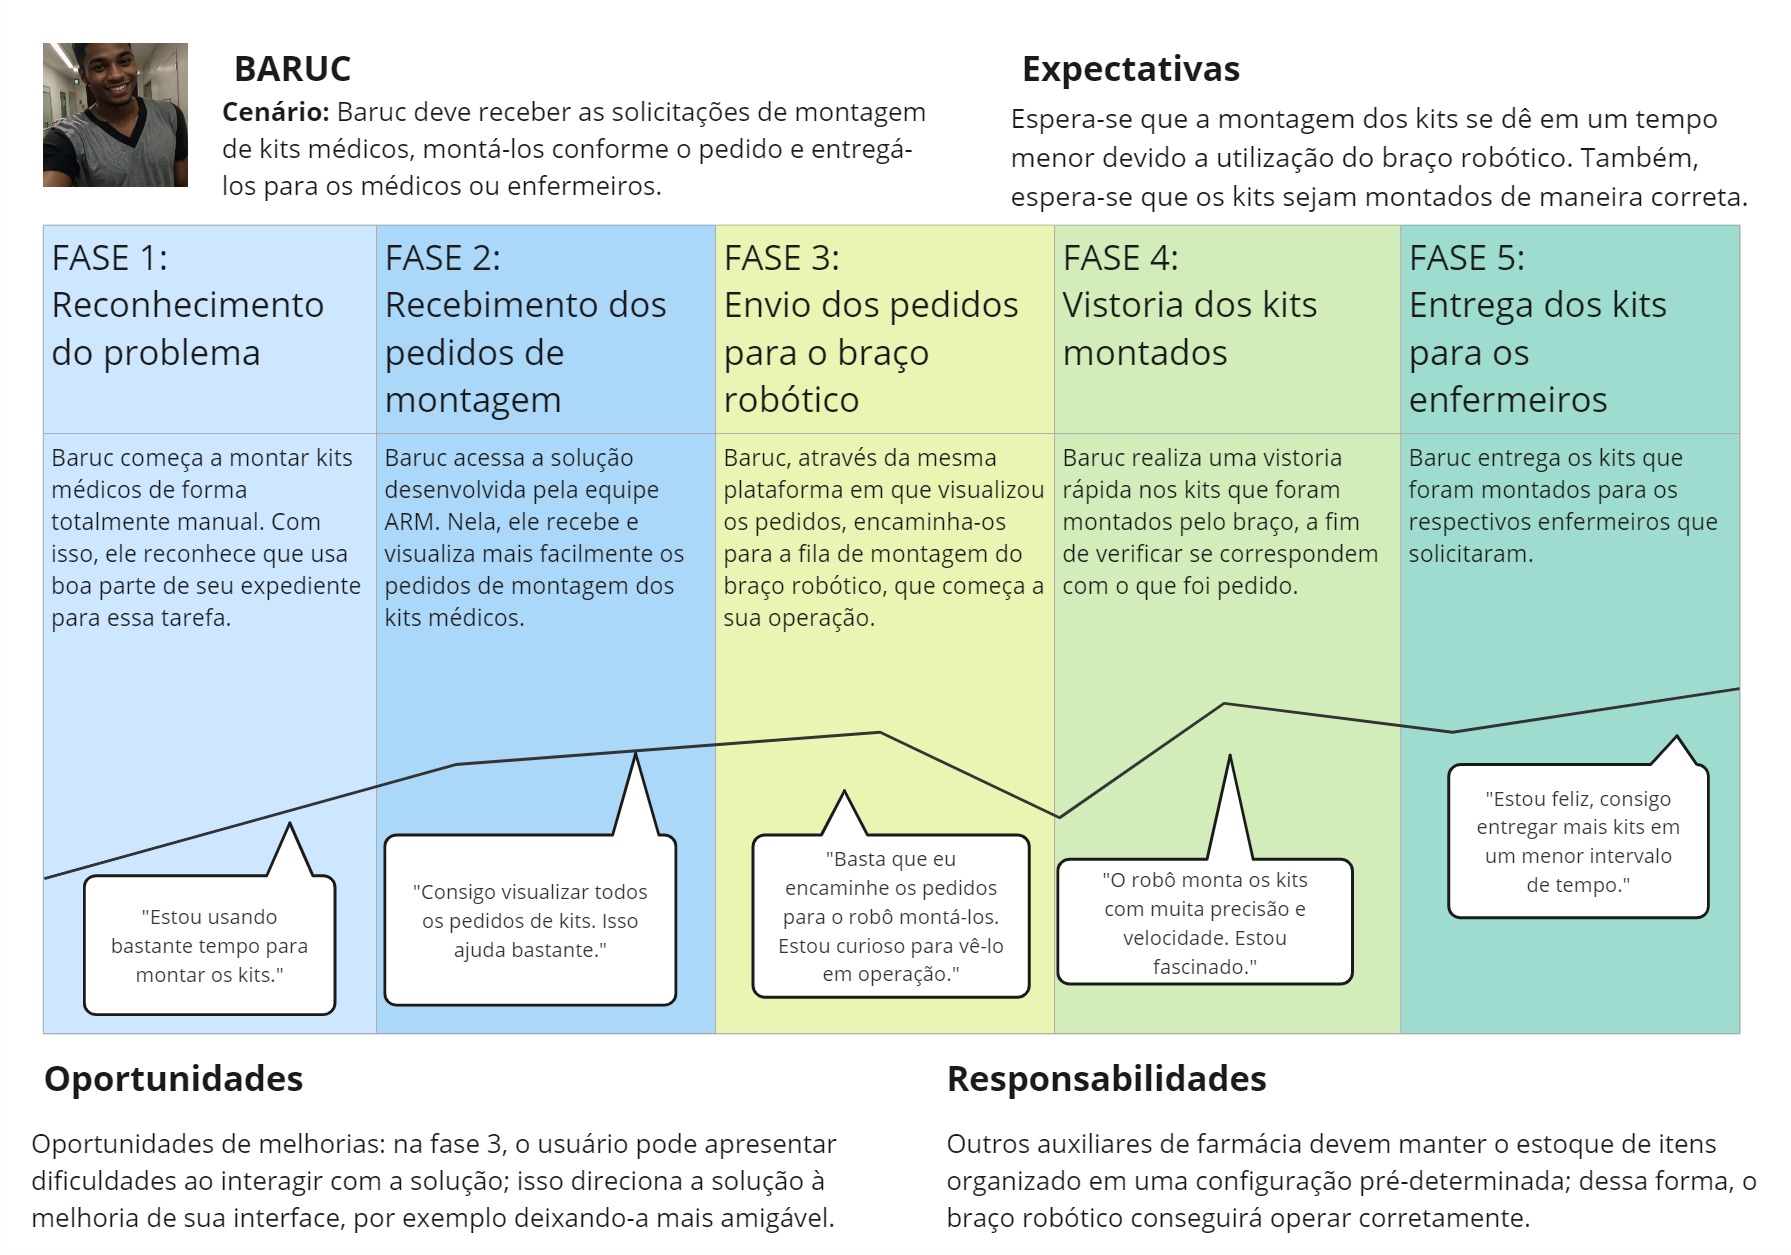 BARUC
Cenário: Baruc deve receber as solicitações de montagem
de kits médicos, montá-los conforme o pedido e entregá-
los para os médicos ou enfermeiros.
Expectativas
Espera-se que a montagem dos kits se dê em um tempo
menor devido a utilização do braço robótico. Também,
espera-se que os kits sejam montados de maneira correta.
FASE 1:
Reconhecimento
do problema
FASE 2:
Recebimento dos
pedidos de
montagem
FASE 3:
Envio dos pedidos
para o braço
robótico
FASE 4:
Vistoria dos kits
montados
FASE 5:
Entrega dos kits
para os
enfermeiros
Baruc começa a montar kits
médicos de forma
totalmente manual. Com
isso, ele reconhece que usa
boa parte de seu expediente
para essa tarefa.
Baruc acessa a solução
desenvolvida pela equipe
ARM. Nela, ele recebe e
visualiza mais facilmente os
pedidos de montagem dos
kits médicos.
Baruc, através da mesma
plataforma em que visualizou
os pedidos, encaminha-os
para a fila de montagem do
braço robótico, que começa a
sua operação.
Baruc realiza uma vistoria
rápida nos kits que foram
montados pelo braço, a fim
de verificar se correspondem
com o que foi pedido.
Baruc entrega os kits que
foram montados para os
respectivos enfermeiros que
solicitaram.
"Estou usando
bastante tempo para
montar os kits."
"Consigo visualizar todos
os pedidos de kits. Isso
ajuda bastante."
"Basta que eu
encaminhe os pedidos
para o robô montá-los.
Estou curioso para vê-lo
em operação."
"O robô monta os kits
com muita precisão e
velocidade. Estou
fascinado."
"Estou feliz, consigo
entregar mais kits em
um menor intervalo
de tempo."
Oportunidades
Oportunidades de melhorias: na fase 3, o usuário pode apresentar
dificuldades ao interagir com a solução; isso direciona a solução à
melhoria de sua interface, por exemplo deixando-a mais amigável.
Responsabilidades
Outros auxiliares de farmácia devem manter o estoque de itens
organizado em uma configuração pré-determinada; dessa forma, o
braço robótico conseguirá operar corretamente.